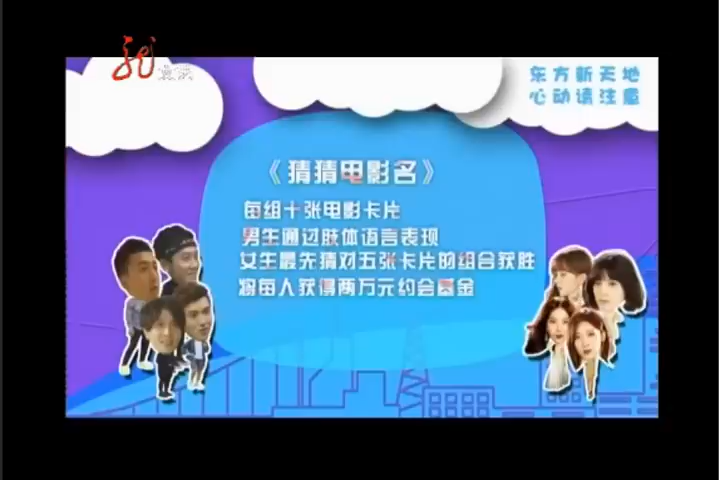 东方新天地
心动请注意
《猜猜电影名》
每组十张电影卡片
男生通过肢体语言表现
女生最先猜对五张卡片的组合获胜
将每人获得两万元约会基金